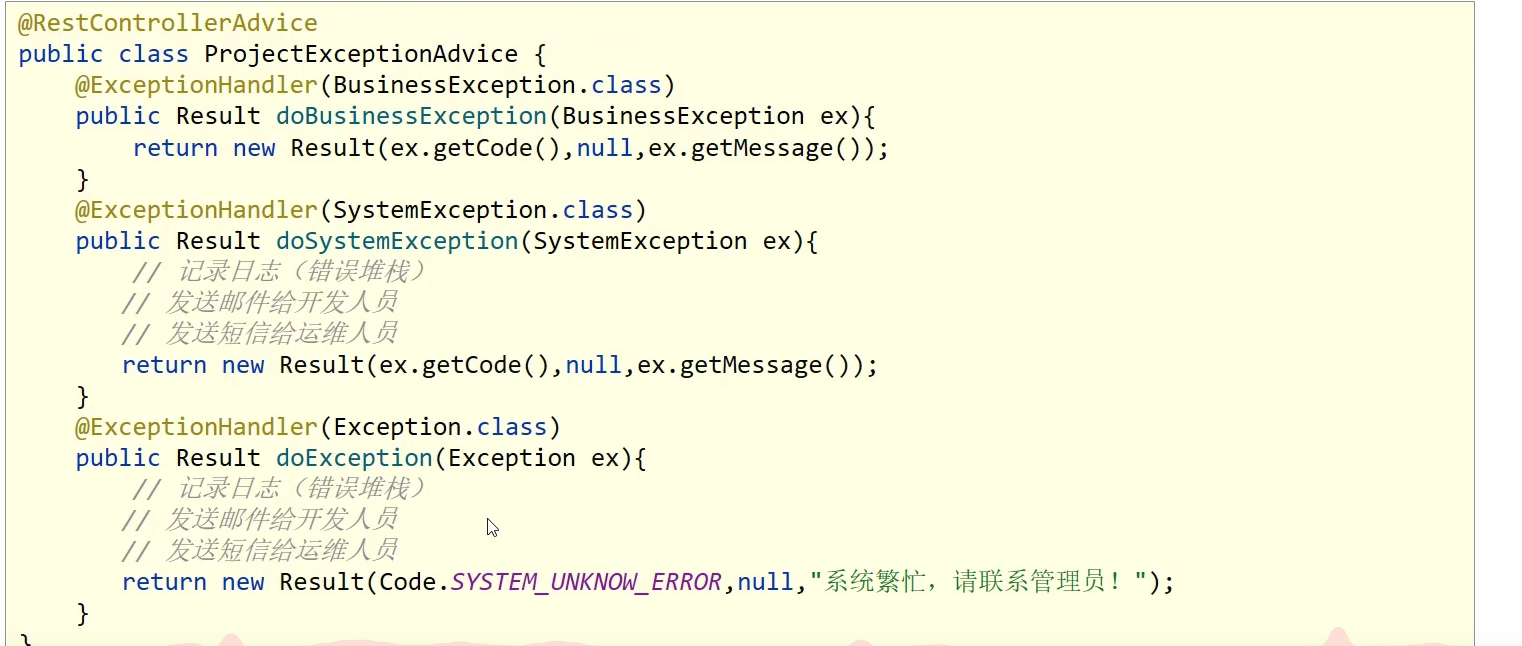 @RestControllerAdvice
public class ProjectExceptionAdvice {
    @ExceptionHandler(BusinessException.class)
    public Result doBusinessException(BusinessException ex){
        return new Result(ex.getCode(),null,ex.getMessage());
    }
    @ExceptionHandler(SystemException.class)
    public Result doSystemException(SystemException ex){
        // 记录日志（错误堆栈）
        // 发送邮件给开发人员
        // 发送短信给运维人员
        return new Result(ex.getCode(),null,ex.getMessage());
    }
    @ExceptionHandler(Exception.class)
    public Result doException(Exception ex){
        // 记录日志（错误堆栈）
        // 发送邮件给开发人员
        // 发送短信给运维人员
        return new Result(Code.SYSTEM_UNKNOW_ERROR,null,"系统繁忙，请联系管理员！");
    }
}